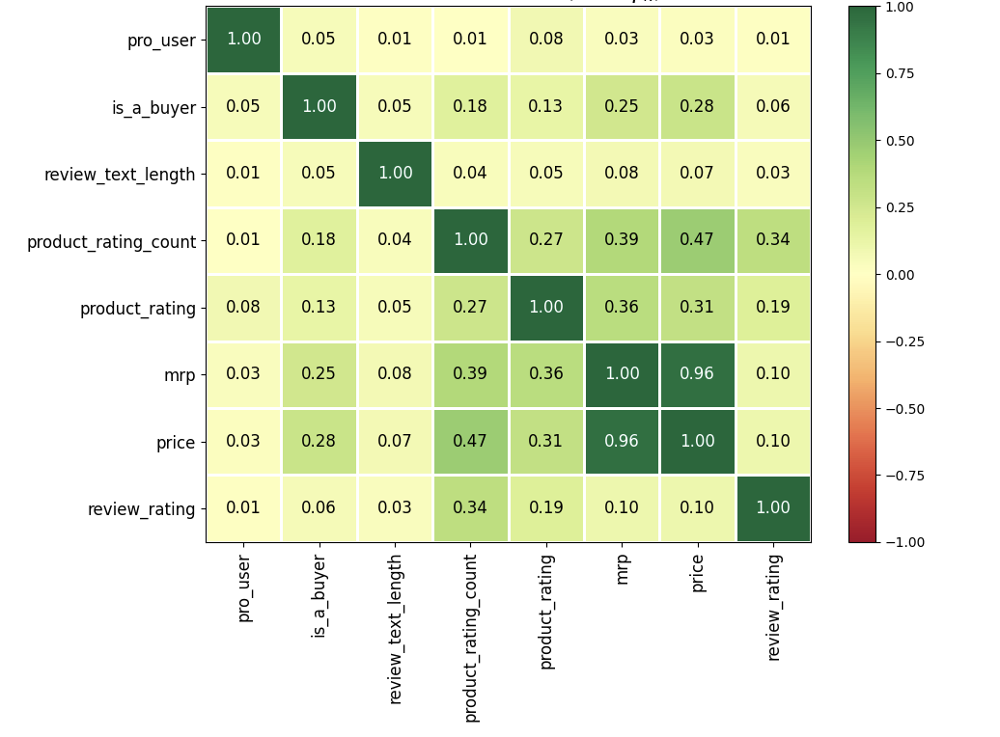 pro_user 1.00 0.05 0.01 0.01 0.08 0.03 0.03 0.01
is_a_buyer 0.05 1.00 0.05 0.18 0.13 0.25 0.28 0.06
review_text_length 0.01 0.05 1.00 0.04 0.05 0.08 0.07 0.03
product_rating_count 0.01 0.18 0.04 1.00 0.27 0.39 0.47 0.34
product_rating 0.08 0.13 0.05 0.27 1.00 0.36 0.31 0.19
mrp 0.03 0.25 0.08 0.39 0.36 1.00 0.96 0.10
price 0.03 0.28 0.07 0.47 0.31 0.96 1.00 0.10
review_rating 0.01 0.06 0.03 0.34 0.19 0.10 0.10 1.00
pro_user
is_a_buyer
review_text_length
product_rating_count
product_rating
mrp
price
review_rating
1.00
0.75
0.50
0.25
0.00
−0.25
−0.50
−0.75
−1.00